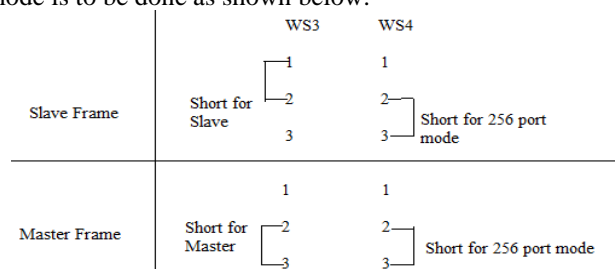 ode is to be done as shown below.
WS3 WS4
1 1
Slave Frame Short for Slave 2 2 Short for 256 port mode
3 3
1 1
Master Frame Short for Master 2 2 Short for 256 port mode
3 3